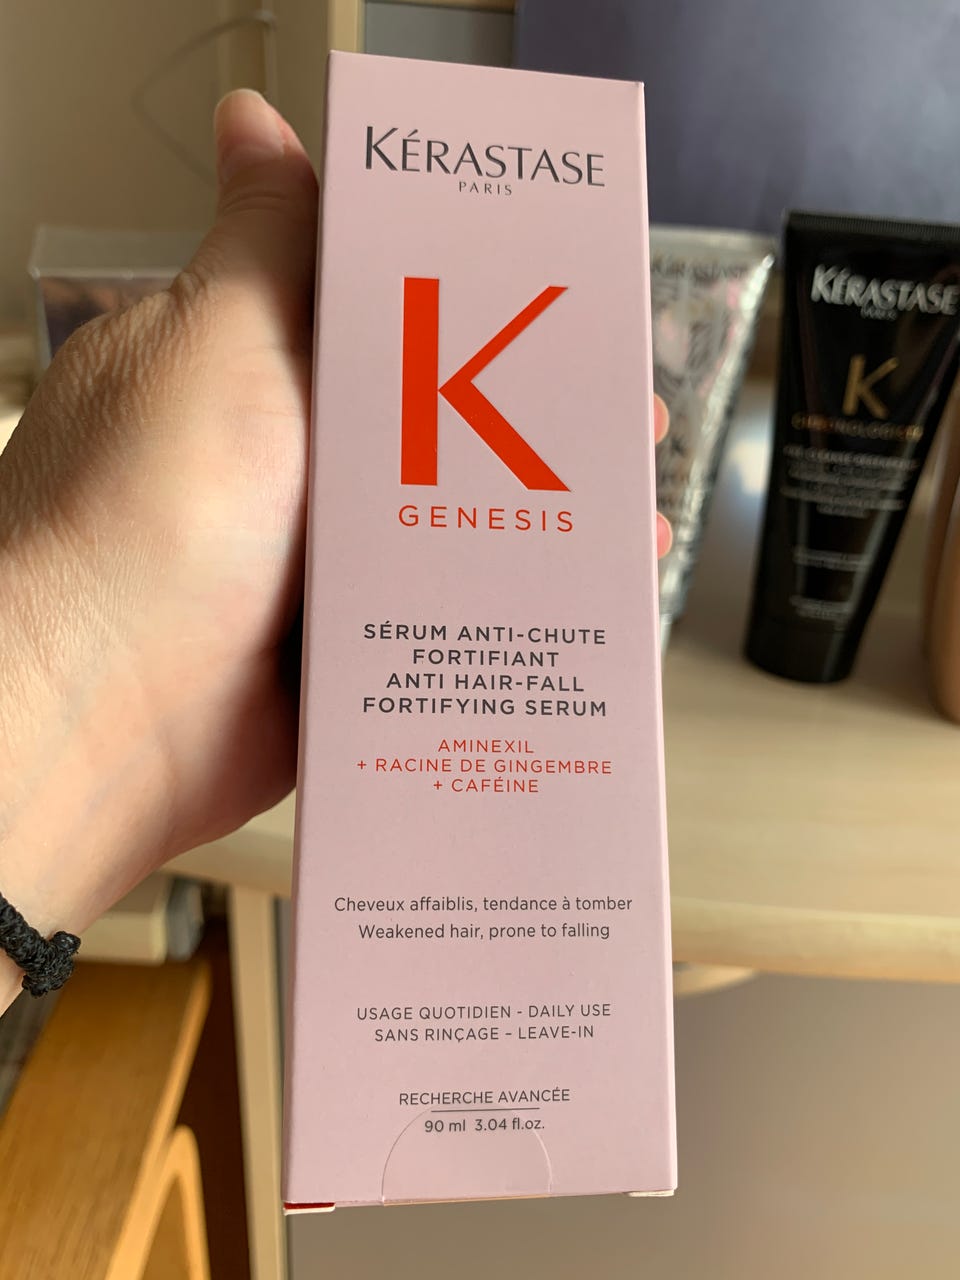 KÉRASTASE
PARIS
K
GENESIS
SÉRUM ANTI-CHUTE
FORTIFIANT
ANTI HAIR-FALL
FORTIFYING SERUM
AMINEXIL
+ RACINE DE GINGEMBRE
+ CAFÉINE
Cheveux affaiblis, tendance à tomber
Weakened hair, prone to falling
USAGE QUOTIDIEN - DAILY USE
SANS RINÇAGE – LEAVE-IN
RECHERCHE AVANCÉE
90 ml 3.04 fl.oz.
KÉRASTASE
KÉRASTASE
PARIS
K